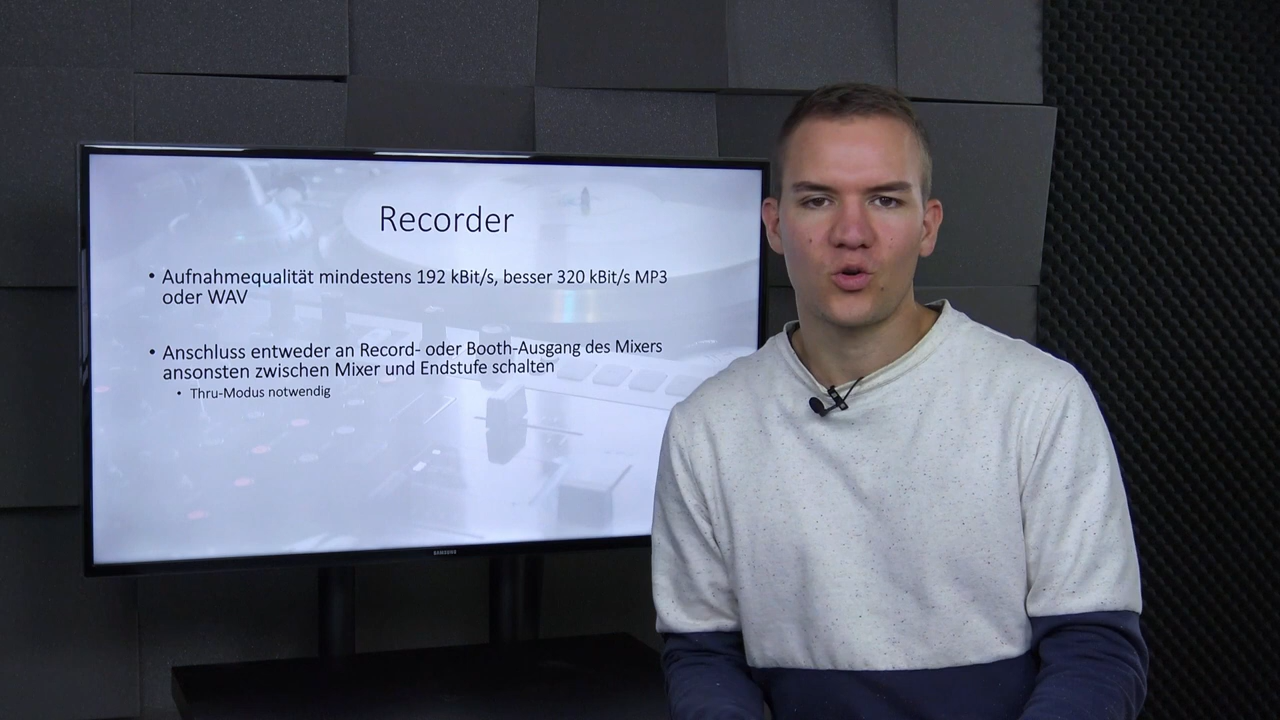 Recorder
• Aufnahmequalität mindestens 192 kBit/s, besser 320 kBit/s MP3
oder WAV
• Anschluss entweder an Record- oder Booth-Ausgang des Mixers
ansonsten zwischen Mixer und Endstufe schalten
• Thru-Modus notwendig
SAMSUNG